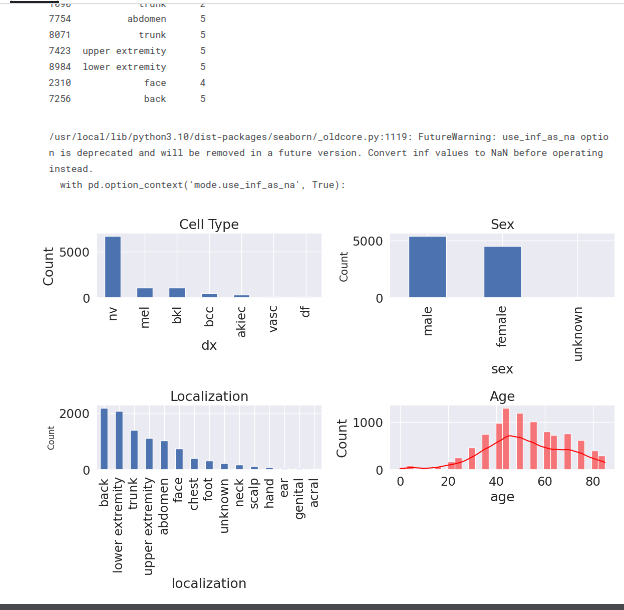 1096 trunk 2
7754 abdomen 5
8071 trunk 5
7423 upper extremity 5
8984 lower extremity 5
2310 face 4
7256 back 5
/usr/local/lib/python3.10/dist-packages/seaborn/_oldcore.py:1119: FutureWarning: use_inf_as_na optio
n is deprecated and will be removed in a future version. Convert inf values to NaN before operating
instead.
with pd.option_context('mode.use_inf_as_na', True):
Cell Type
Count
5000
0
nv mel bkl bcc akiec vasc df
dx
Sex
Count
5000
0
male female unknown
sex
Localization
Count
2000
0
back lower extremity trunk upper extremity abdomen face chest foot unknown neck scalp hand ear genital acral
localization
Age
Count
1000
0
0 20 40 60 80
age